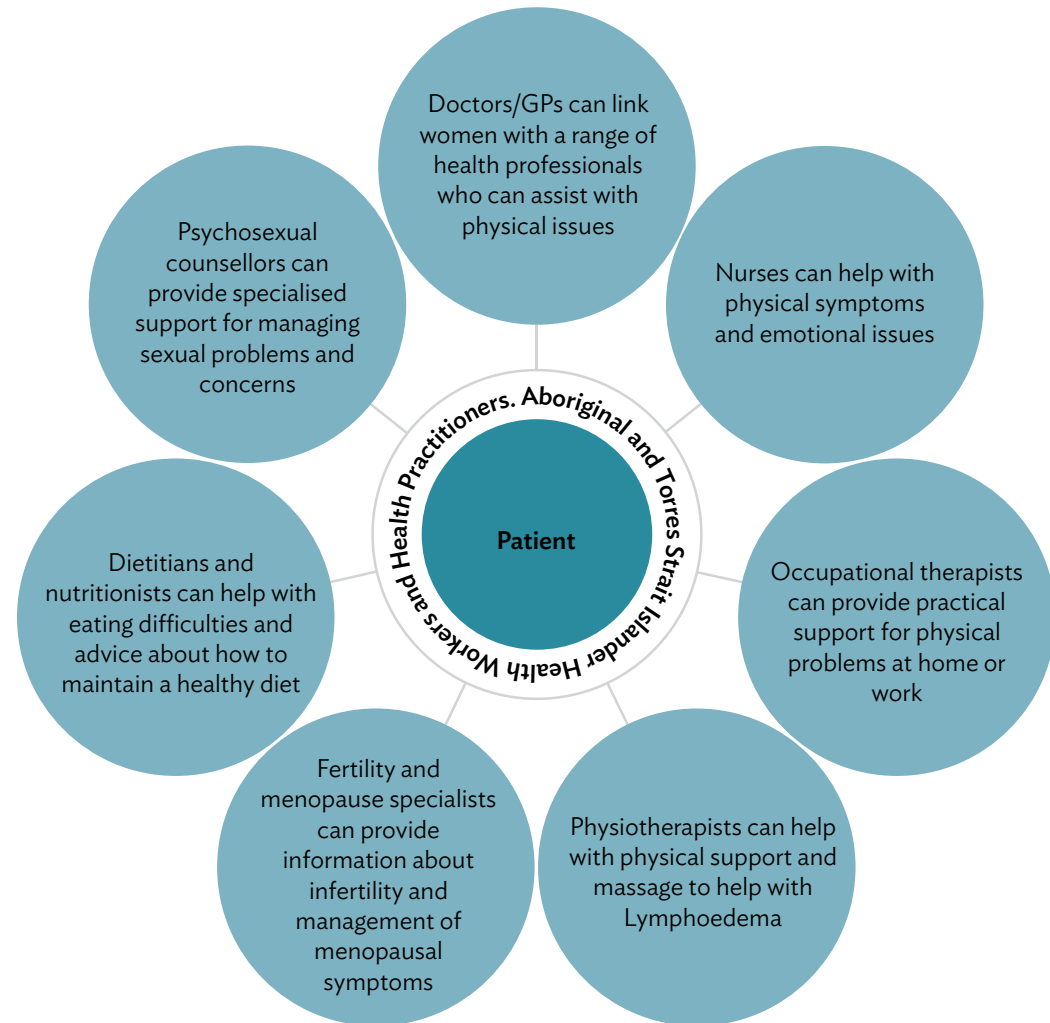 Doctors/GPs can link
women with a range of
health professionals
who can assist with
physical issues
Nurses can help with
physical symptoms
and emotional issues
Occupational therapists
can provide practical
support for physical
problems at home or
work
Physiotherapists can help
with physical support and
massage to help with
Lymphoedema
Fertility and
menopause specialists
can provide
information about
infertility and
management of
menopausal
symptoms
Dietitians and
nutritionists can help with
eating difficulties and
advice about how to
maintain a healthy diet
Psychosexual
counsellors can
provide specialised
support for managing
sexual problems and
concerns
Aboriginal and Torres Strait Islander Health Workers and Health Practitioners.
Patient